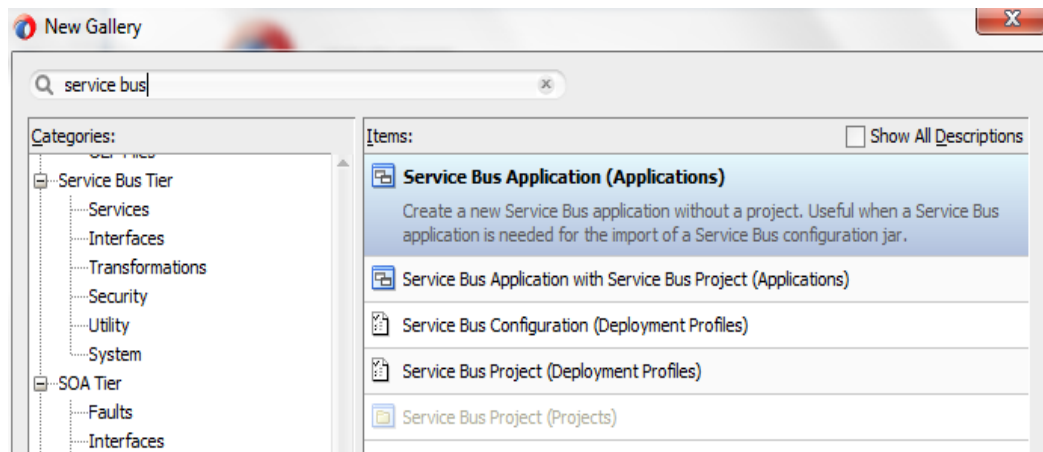 New Gallery
service bus
Categories:
Service Bus Tier
Services
Interfaces
Transformations
Security
Utility
System
SOA Tier
Faults
Interfaces
Items:
Show All Descriptions
Service Bus Application (Applications)
Create a new Service Bus application without a project. Useful when a Service Bus
application is needed for the import of a Service Bus configuration jar.
Service Bus Application with Service Bus Project (Applications)
Service Bus Configuration (Deployment Profiles)
Service Bus Project (Deployment Profiles)
Service Bus Project (Projects)